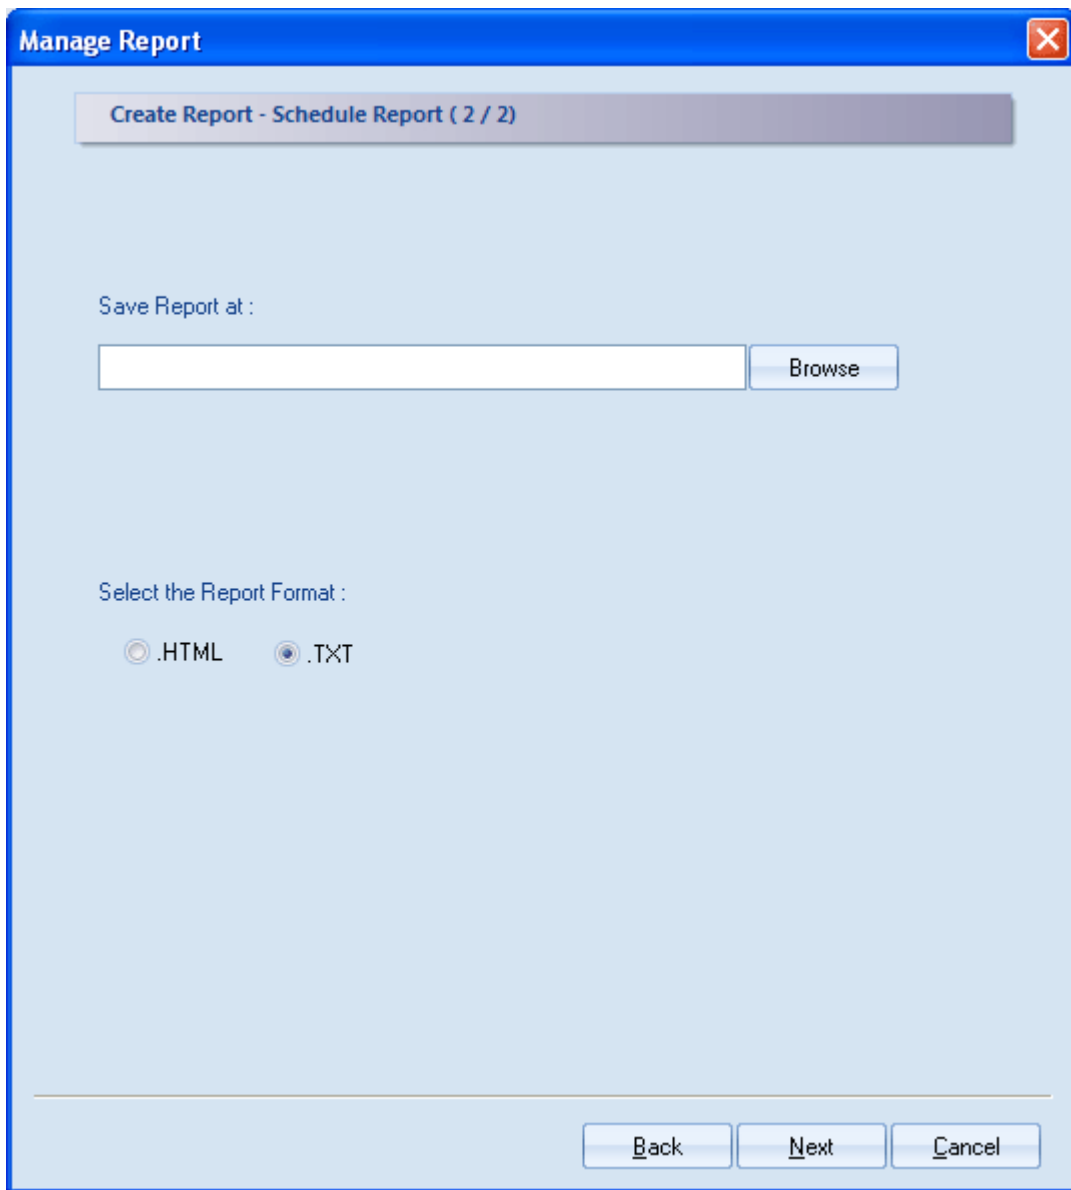 Manage Report
Create Report - Schedule Report ( 2 / 2)
Save Report at :
Browse
Select the Report Format :
.HTML .TXT
Back Next Cancel